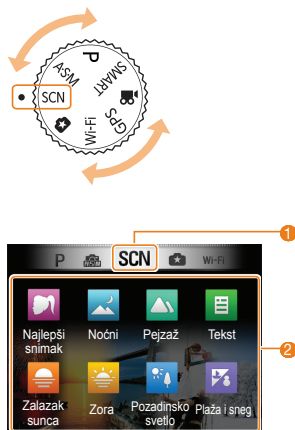 P
SMART
ASM
SCN
Wi-Fi
GPS
1
P
ASM
SCN
Wi-Fi
2
Najlepši
snimak
Noćni
Pejzaž
Tekst
Zalazak
sunca
Zora
Pozadinsko
svetlo
Plaža i sneg